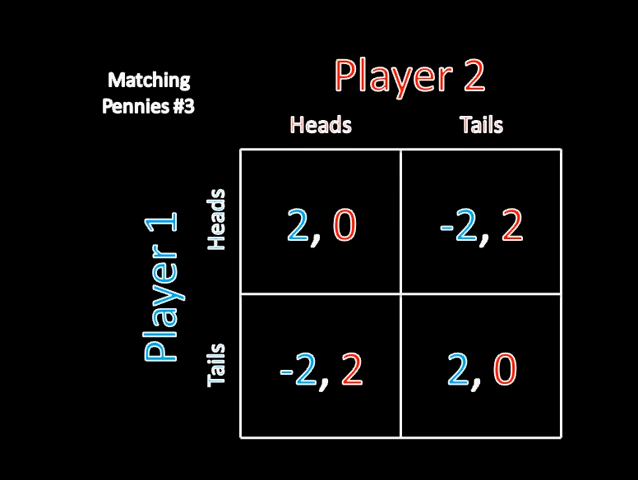 Matching
Pennies #3
Player 2
Heads
Tails
Player 1
Heads
2, 0
-2, 2
Tails
-2, 2
2, 0